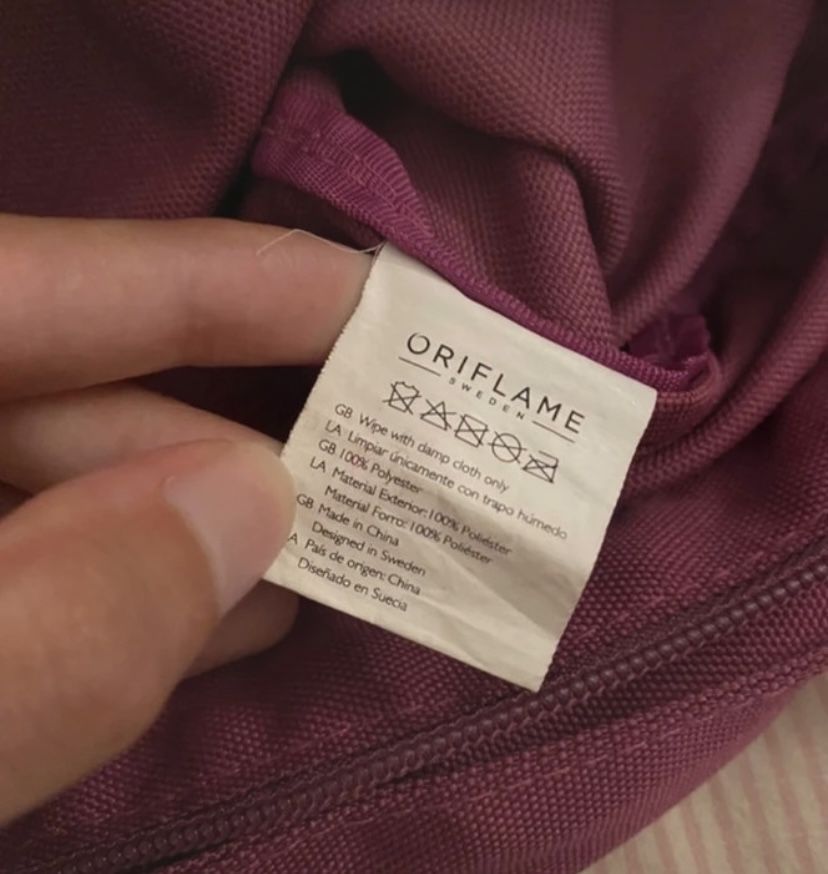 ORIFLAME
SWEDEN
GB Wipe with damp cloth only
LA Limpiar únicamente con trapo húmedo
GB 100% Polyester
LA Material Exterior: 100% Poliéster
Material Forro: 100% Poliéster
GB Made in China
Designed in Sweden
A País de origen: China
Diseñado en Suecia